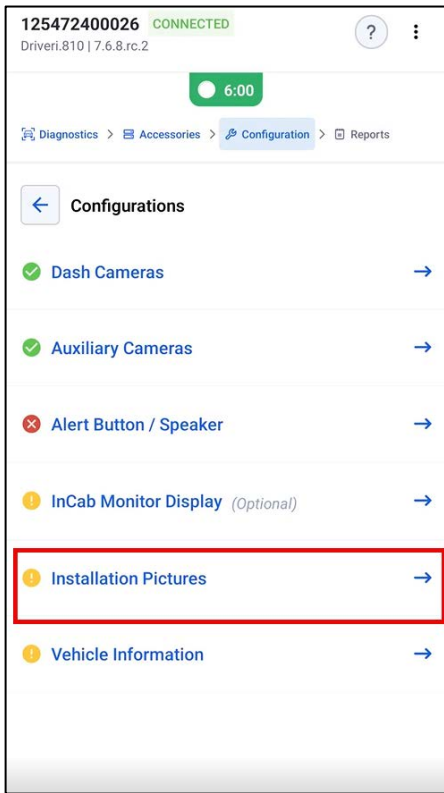 125472400026 CONNECTED
Driveri.810 | 7.6.8.rc.2
?
6:00
Diagnostics > Accessories > Configuration > Reports
Configurations
Dash Cameras
Auxiliary Cameras
Alert Button / Speaker
InCab Monitor Display (Optional)
Installation Pictures
Vehicle Information